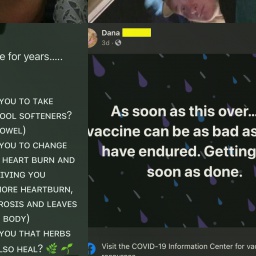 e for years.....
YOU TO TAKE
OOL SOFTENERS?
OWEL)
YOU TO CHANGE
HEART BURN AND
IVING YOU
MORE HEARTBURN,
ROSIS AND LEAVES
BODY)
YOU THAT HERBS
LSO HEAL? 🌿 🌱
Dana
3d
As soon as this over...
vaccine can be as bad as
have endured. Getting
soon as done.
Visit the COVID-19 Information Center for vac